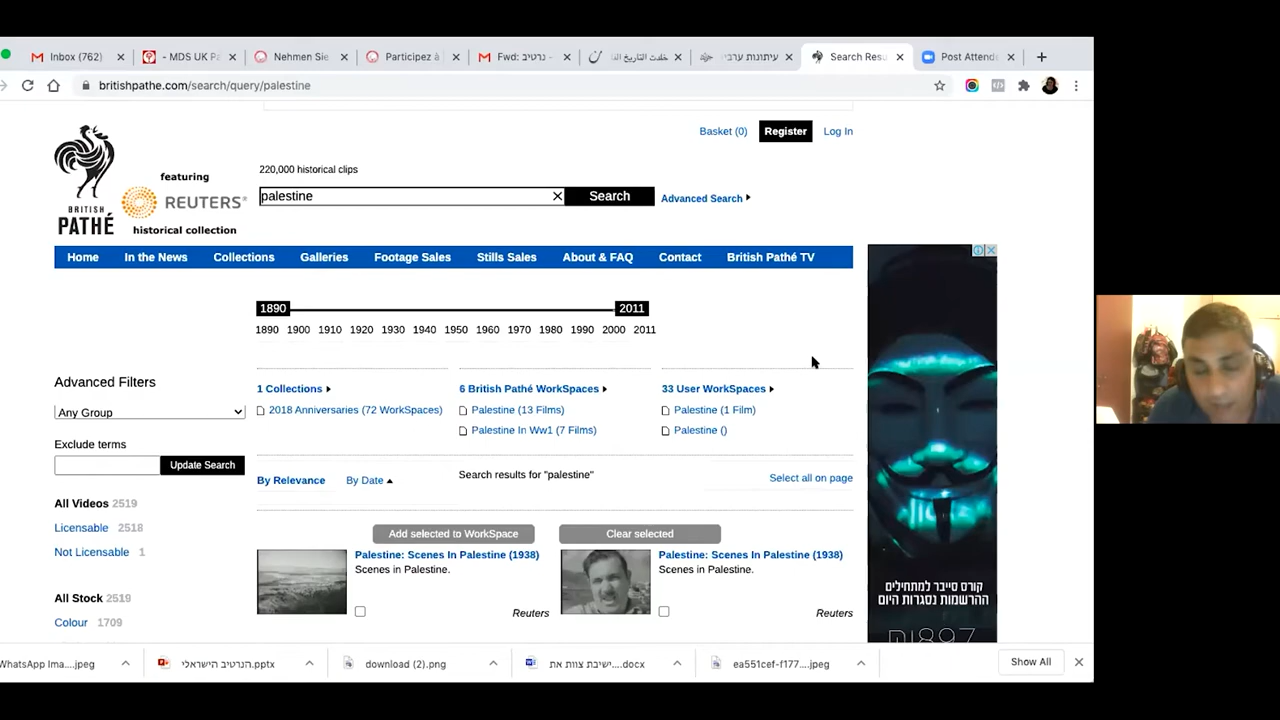 Inbox (762)
- MDS UK Pa
Nehmen Sie
Participez à
Fwd: נרטיב -
עיתונות ערבי
Search Resu
Post Attende
britishpathe.com/search/query/palestine
Basket (0)
Register
Log In
220,000 historical clips
featuring
REUTERS
historical collection
BRITISH
PATHÉ
palestine
Search
Advanced Search
Home
In the News
Collections
Galleries
Footage Sales
Stills Sales
About & FAQ
Contact
British Pathé TV
1890
2011
1890 1900 1910 1920 1930 1940 1950 1960 1970 1980 1990 2000 2011
Advanced Filters
Any Group
Exclude terms
Update Search
All Videos 2519
Licensable 2518
Not Licensable 1
All Stock 2519
Colour 1709
1 Collections
2018 Anniversaries (72 WorkSpaces)
6 British Pathé WorkSpaces
Palestine (13 Films)
Palestine In Ww1 (7 Films)
33 User WorkSpaces
Palestine (1 Film)
Palestine ()
By Relevance
By Date
Search results for "palestine"
Select all on page
Add selected to WorkSpace
Clear selected
Palestine: Scenes In Palestine (1938)
Scenes in Palestine.
Reuters
Palestine: Scenes In Palestine (1938)
Scenes in Palestine.
Reuters
קורס סייבר למתחילים
ההרשמות נסגרות היום
WhatsApp Ima....jpeg
הנרטיב הישראלי.pptx
download (2).png
ישיבת צוות את....docx
ea551cef-f177....jpeg
Show All